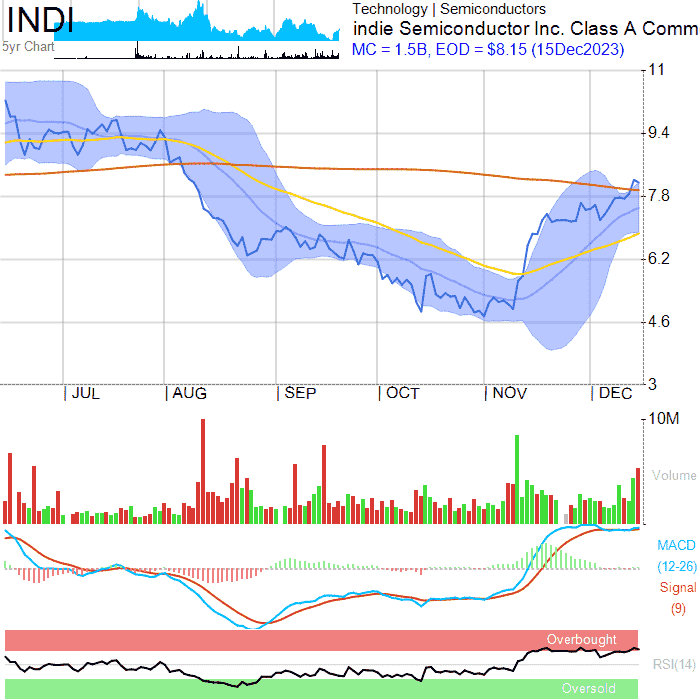 INDI
5yr Chart
Technology | Semiconductors
indie Semiconductor Inc. Class A Comm
MC = 1.5B, EOD = $8.15 (15Dec2023)
11
9.4
7.8
6.2
4.6
3
JUL AUG SEP OCT NOV DEC
10M
Volume
MACD
(12-26)
Signal
(9)
Overbought
RSI(14)
Oversold